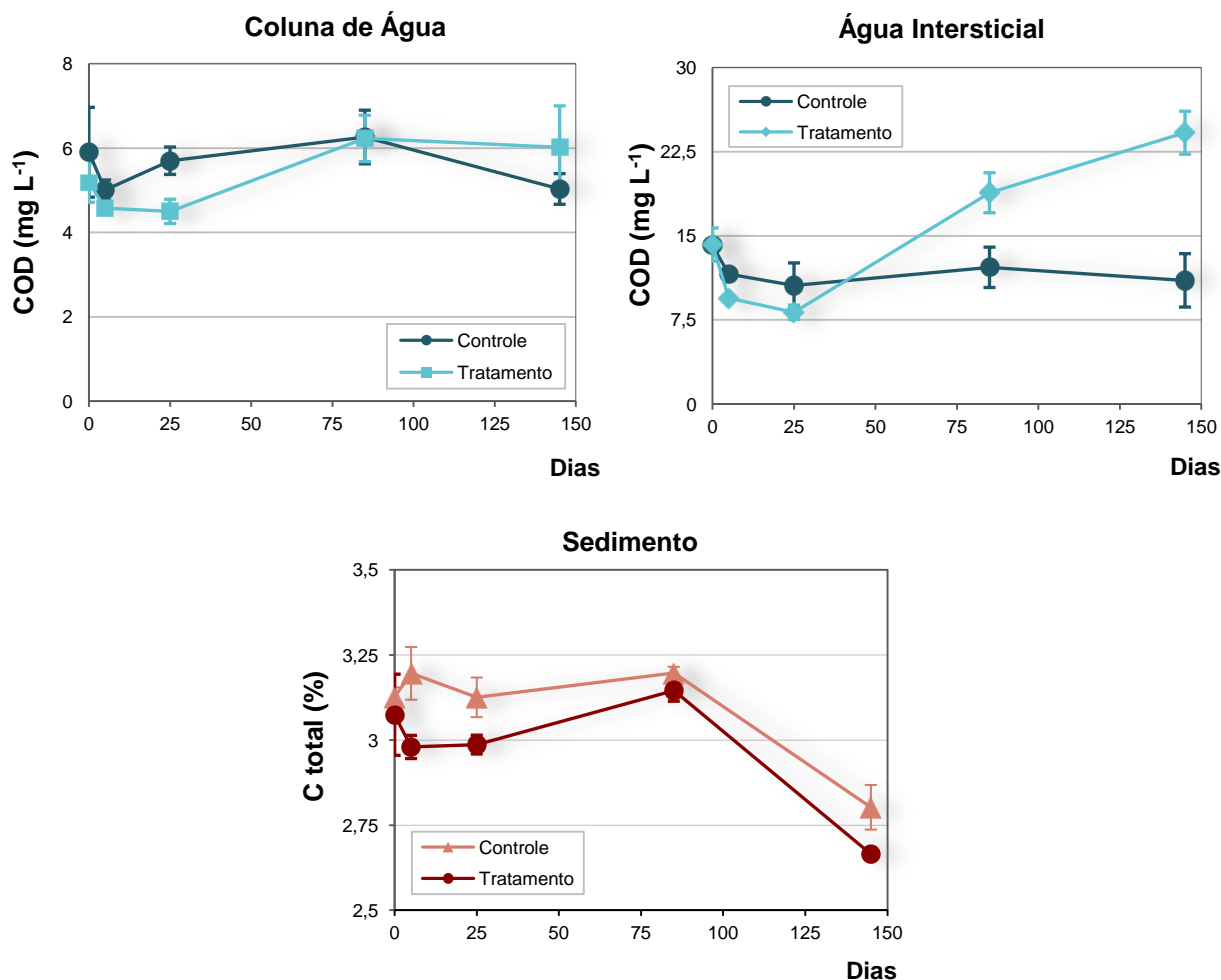 Coluna de Água
8
6
4
2
0
COD (mg L⁻¹)
Controle
Tratamento
0 25 50 75 100 125 150
Dias
Água Intersticial
30
22,5
15
7,5
0
COD (mg L⁻¹)
Controle
Tratamento
0 25 50 75 100 125 150
Dias
Sedimento
3,5
3,25
3
2,75
2,5
C total (%)
Controle
Tratamento
0 25 50 75 100 125 150
Dias